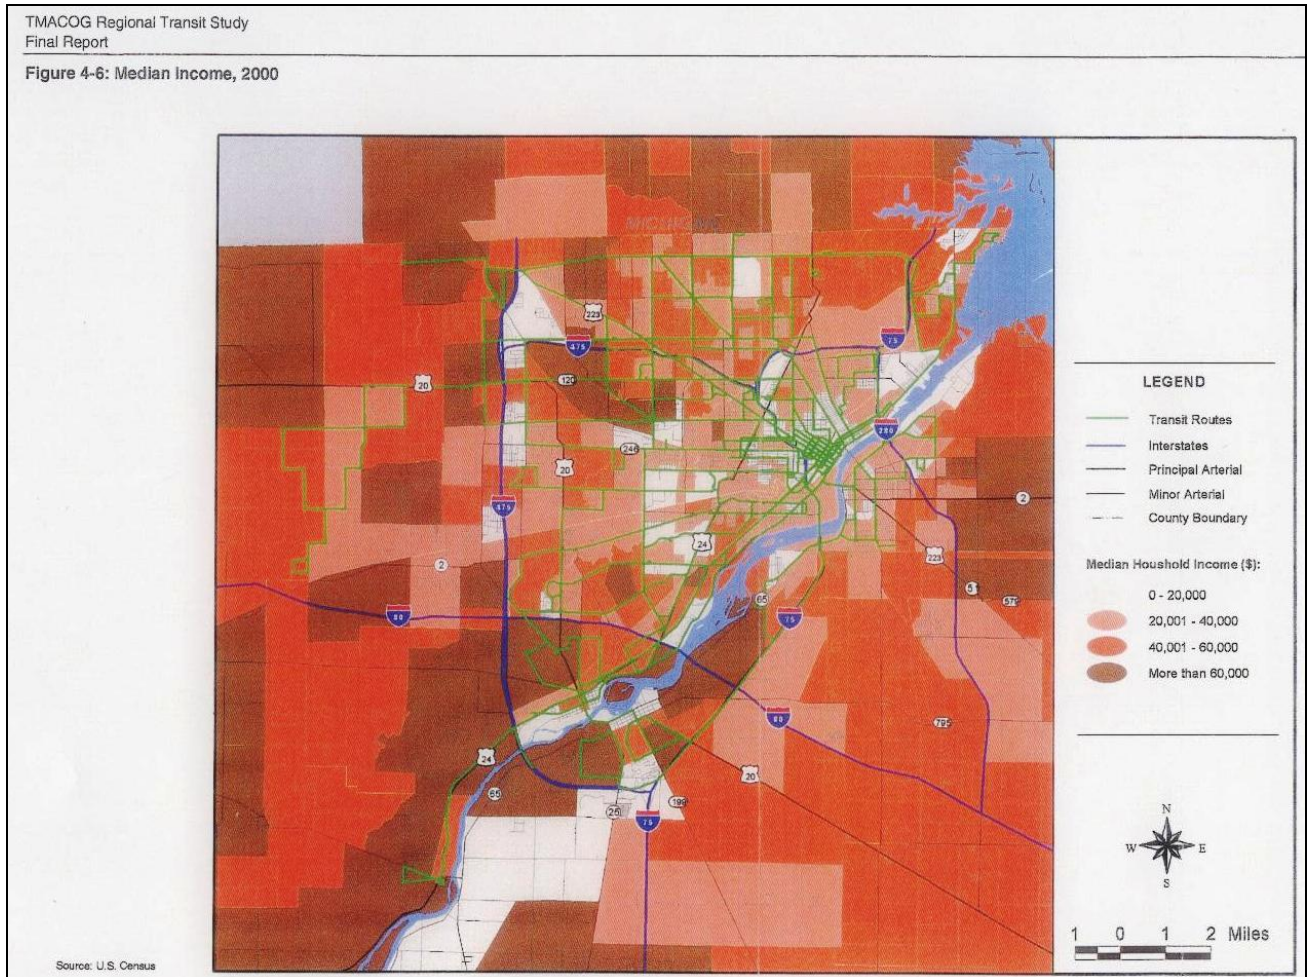 TMACOG Regional Transit Study
Final Report
Figure 4-6: Median Income, 2000
MICHIGAN
223
475
75
20
120
280
246
20
475
2
24
223
2
51
579
65
80
75
795
80
24
20
65
199
25
75
LEGEND
Transit Routes
Interstates
Principal Arterial
Minor Arterial
County Boundary
Median Houshold Income ($):
0 - 20,000
20,001 - 40,000
40,001 - 60,000
More than 60,000
N
W E
S
1 0 1 2 Miles
Source: U.S. Census